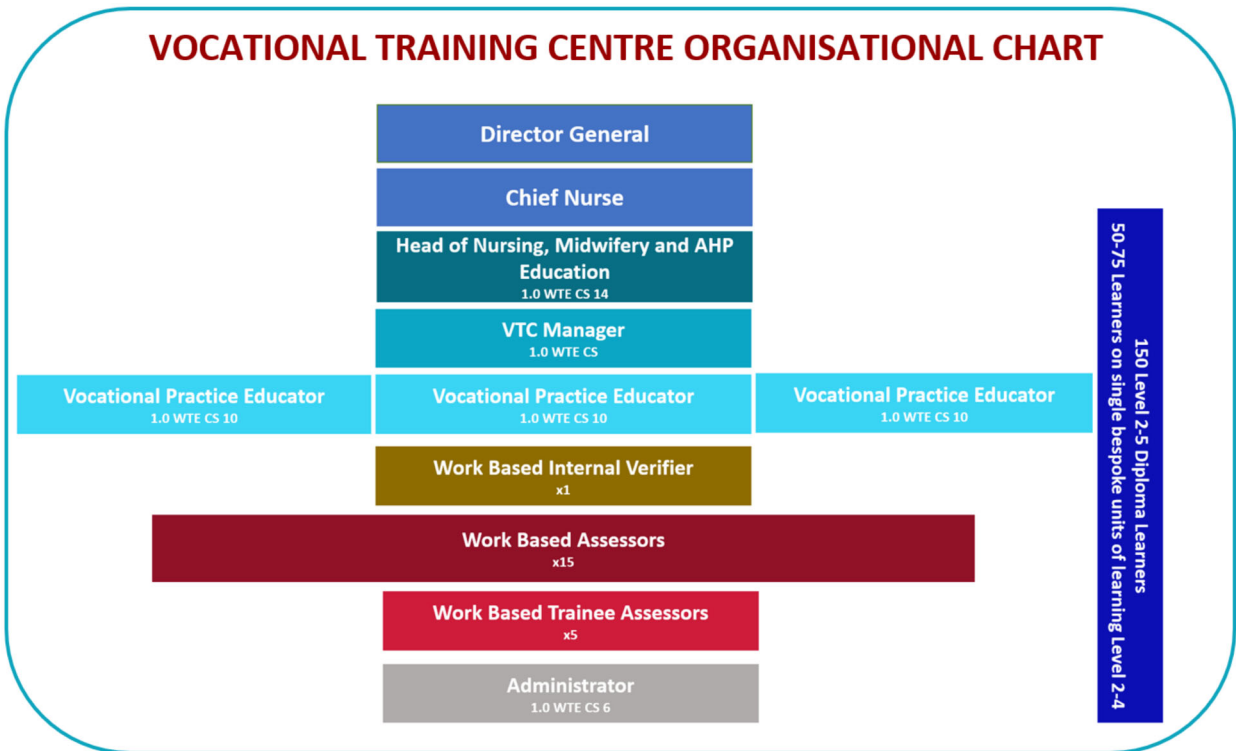 VOCATIONAL TRAINING CENTRE ORGANISATIONAL CHART
Director General
Chief Nurse
Head of Nursing, Midwifery and AHP
Education
1.0 WTE CS 14
VTC Manager
1.0 WTE CS
Vocational Practice Educator
1.0 WTE CS 10
Vocational Practice Educator
1.0 WTE CS 10
Vocational Practice Educator
1.0 WTE CS 10
Work Based Internal Verifier
x1
Work Based Assessors
x15
Work Based Trainee Assessors
x5
Administrator
1.0 WTE CS 6
150 Level 2-5 Diploma Learners
50-75 Learners on single bespoke units of learning Level 2-4